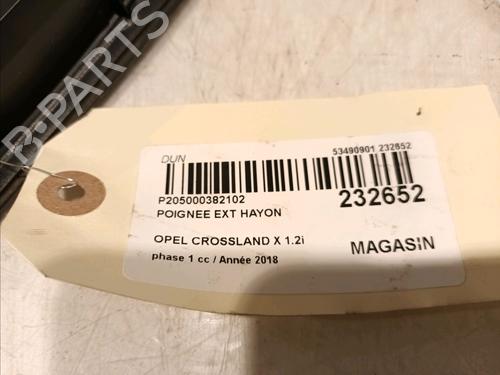 B-PARTS
DUN
53490901 232652
P205000382102
232652
POIGNEE EXT HAYON
OPEL CROSSLAND X 1.2i
MAGASIN
phase 1 cc / Année 2018